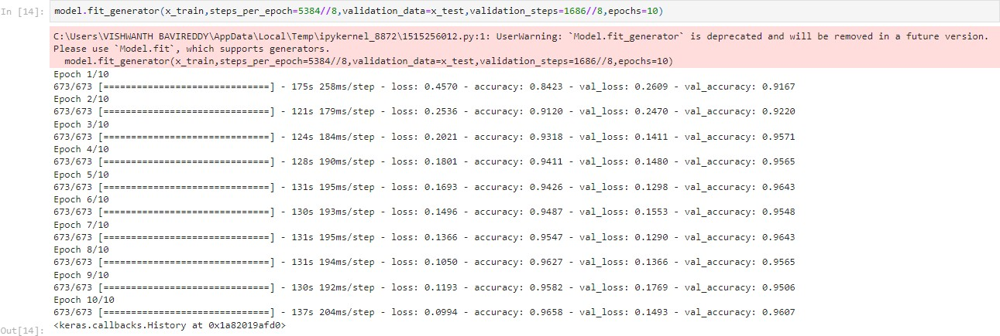 In [14]: model.fit_generator(x_train,steps_per_epoch=5384//8,validation_data=x_test,validation_steps=1686//8,epochs=10)
C:\Users\VISHWANTH BAVIREDDY\AppData\Local\Temp\ipykernel_8872\1515256012.py:1: UserWarning: `Model.fit_generator` is deprecated and will be removed in a future version.
Please use `Model.fit`, which supports generators.
  model.fit_generator(x_train,steps_per_epoch=5384//8,validation_data=x_test,validation_steps=1686//8,epochs=10)
Epoch 1/10
673/673 [==============================] - 175s 258ms/step - loss: 0.4570 - accuracy: 0.8423 - val_loss: 0.2609 - val_accuracy: 0.9167
Epoch 2/10
673/673 [==============================] - 121s 179ms/step - loss: 0.2536 - accuracy: 0.9120 - val_loss: 0.2470 - val_accuracy: 0.9220
Epoch 3/10
673/673 [==============================] - 124s 184ms/step - loss: 0.2021 - accuracy: 0.9318 - val_loss: 0.1411 - val_accuracy: 0.9571
Epoch 4/10
673/673 [==============================] - 128s 190ms/step - loss: 0.1801 - accuracy: 0.9411 - val_loss: 0.1480 - val_accuracy: 0.9565
Epoch 5/10
673/673 [==============================] - 131s 195ms/step - loss: 0.1693 - accuracy: 0.9426 - val_loss: 0.1298 - val_accuracy: 0.9643
Epoch 6/10
673/673 [==============================] - 130s 193ms/step - loss: 0.1496 - accuracy: 0.9487 - val_loss: 0.1553 - val_accuracy: 0.9548
Epoch 7/10
673/673 [==============================] - 131s 195ms/step - loss: 0.1366 - accuracy: 0.9547 - val_loss: 0.1290 - val_accuracy: 0.9643
Epoch 8/10
673/673 [==============================] - 131s 194ms/step - loss: 0.1050 - accuracy: 0.9627 - val_loss: 0.1366 - val_accuracy: 0.9565
Epoch 9/10
673/673 [==============================] - 130s 192ms/step - loss: 0.1193 - accuracy: 0.9582 - val_loss: 0.1769 - val_accuracy: 0.9506
Epoch 10/10
673/673 [==============================] - 137s 204ms/step - loss: 0.0994 - accuracy: 0.9658 - val_loss: 0.1493 - val_accuracy: 0.9607
Out[14]: <keras.callbacks.History at 0x1a82019afd0>